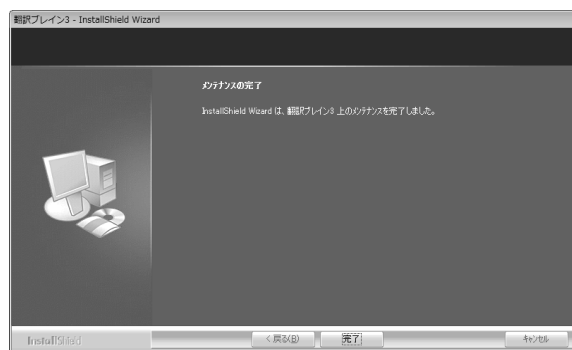 翻訳ブレイン3 - InstallShield Wizard
メンテナンスの完了
InstallShield Wizard は、翻訳ブレイン3 上のメンテナンスを完了しました。
InstallShield
< 戻る(B)
完了
キャンセル